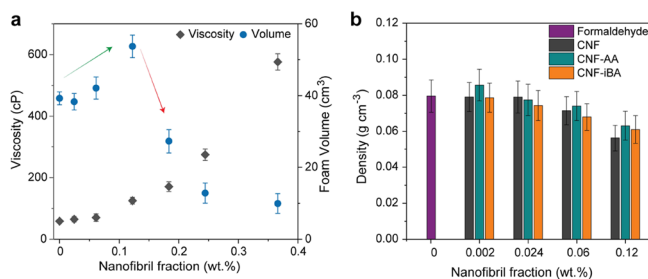 a
Viscosity
Volume
Viscosity (cP)
600
400
200
0
Foam Volume (cm3)
60
40
20
0
0.0
0.1
0.2
0.3
0.4
Nanofibril fraction (wt.%)
b
Formaldehyde
CNF
CNF-AA
CNF-iBA
Density (g cm-3)
0.12
0.10
0.08
0.06
0.04
0.02
0.00
0
0.002
0.024
0.06
0.12
Nanofibril fraction (wt.%)